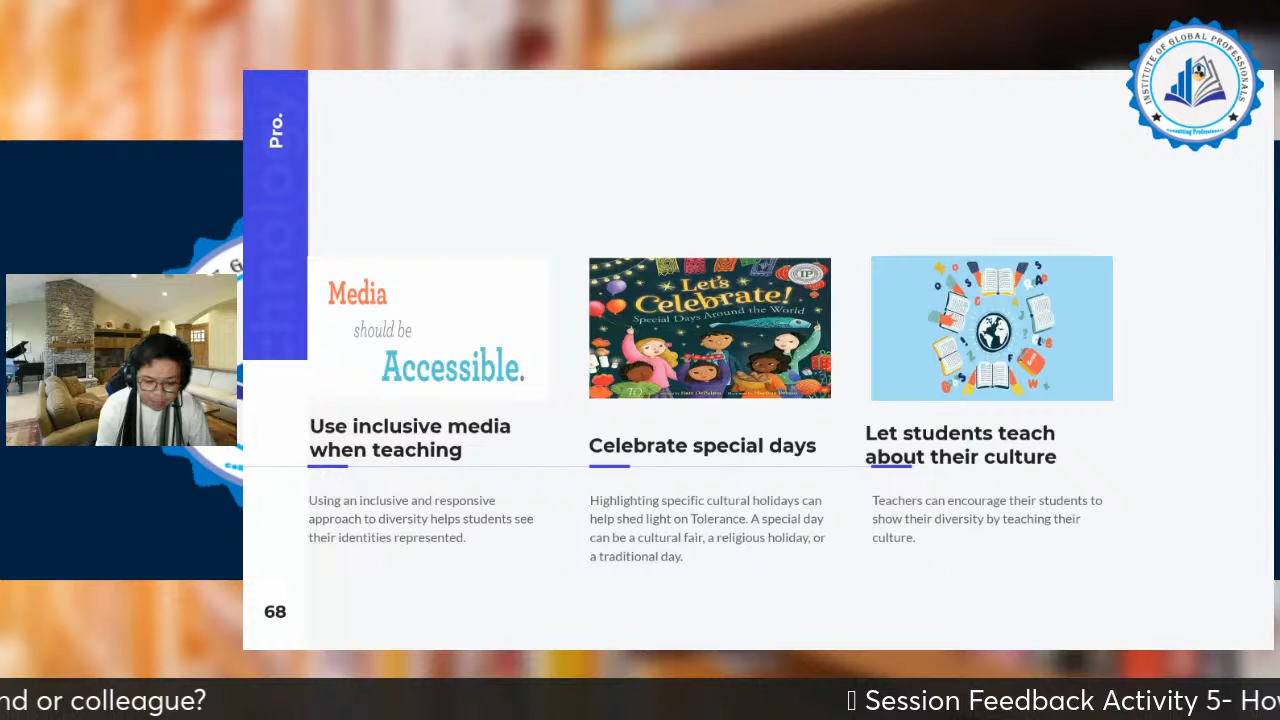 INSTITUTE OF GLOBAL PROFESSIONALS
Consulting Professionals
Pro.
Media
should be
Accessible.
Let's
Celebrate!
Special Days Around the World
Use inclusive media
when teaching
Celebrate special days
Let students teach
about their culture
Using an inclusive and responsive
approach to diversity helps students see
their identities represented.
Highlighting specific cultural holidays can
help shed light on Tolerance. A special day
can be a cultural fair, a religious holiday, or
a traditional day.
Teachers can encourage their students to
show their diversity by teaching their
culture.
68
nd or colleague?
Session Feedback Activity 5- Ho